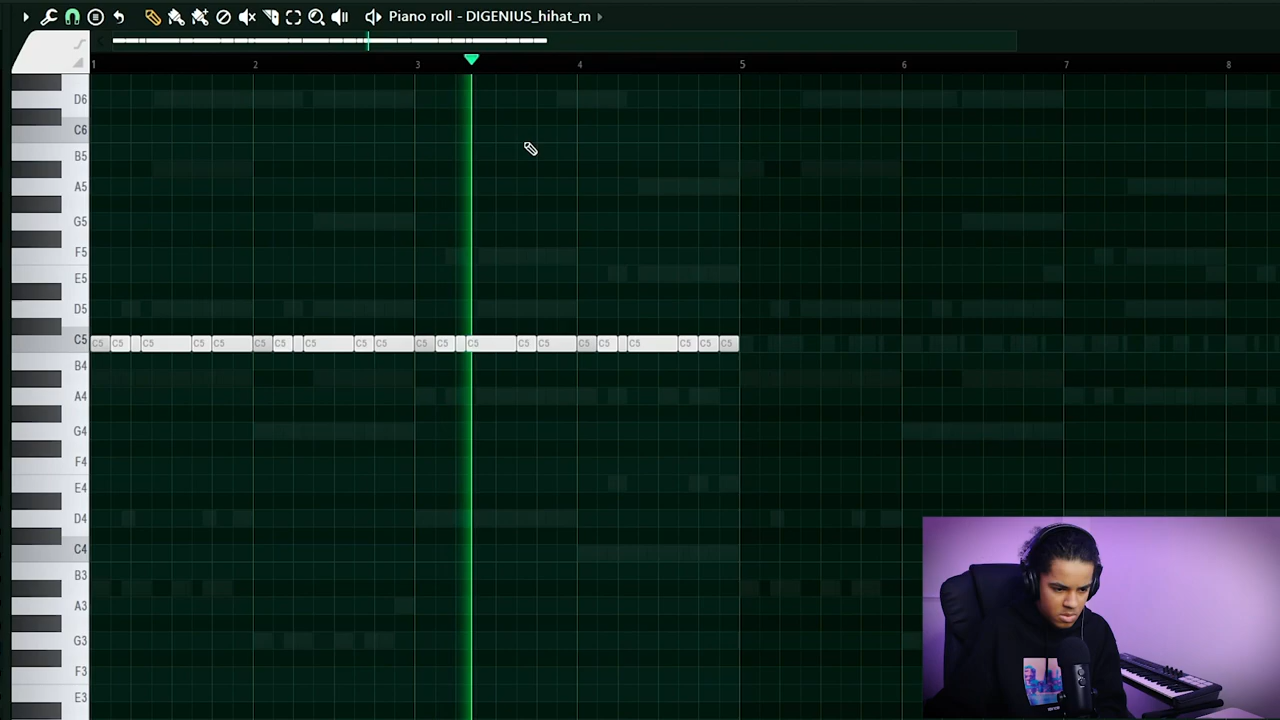 Piano roll - DIGENIUS_hihat_m
1 2 3 4 5 6 7 8
D6
C6
B5
A5
G5
F5
E5
D5
C5
C5 C5 C5 C5 C5 C5 C5 C5 C5 C5 C5 C5 C5 C5 C5 C5 C5 C5 C5 C5 C5
B4
A4
G4
F4
E4
D4
C4
B3
A3
G3
F3
E3